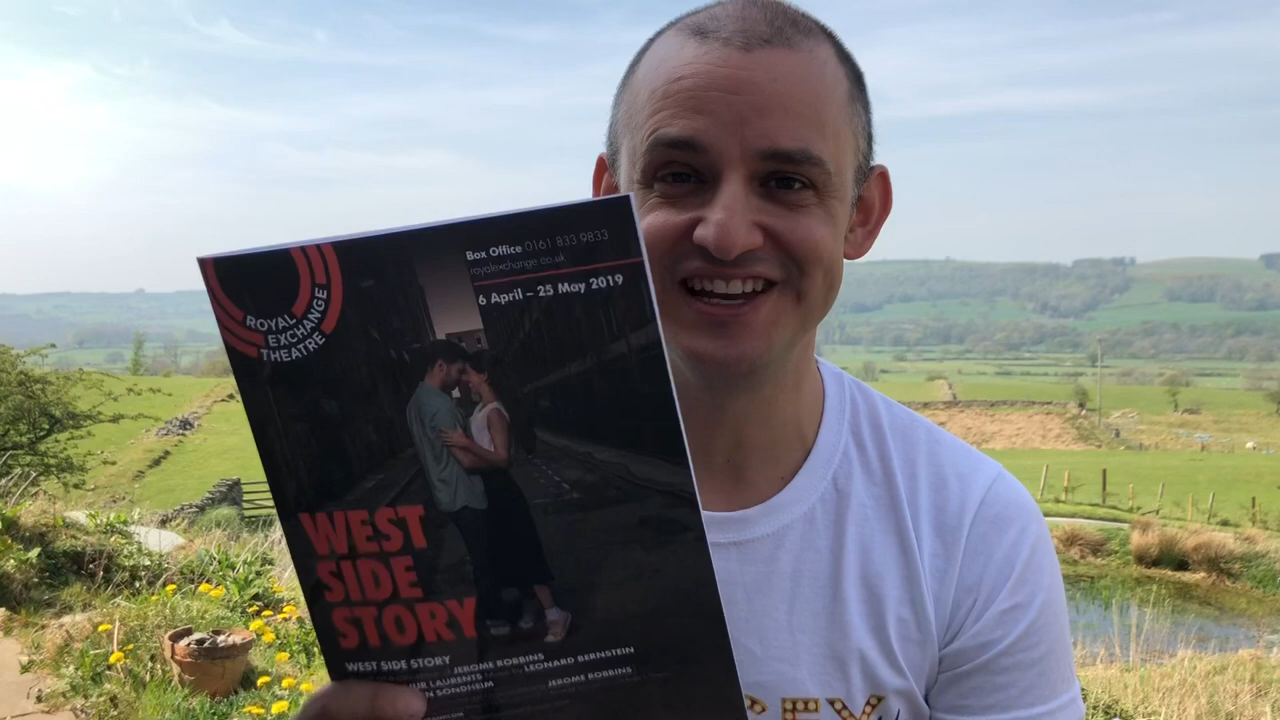 ROYAL
EXCHANGE
THEATRE
Box Office 0161 833 9833
royalexchange.co.uk
6 April – 25 May 2019
WEST
SIDE
STORY
WEST SIDE STORY
JEROME ROBBINS
LAURENTS
LEONARD BERNSTEIN
SONDHEIM
JEROME ROBBINS